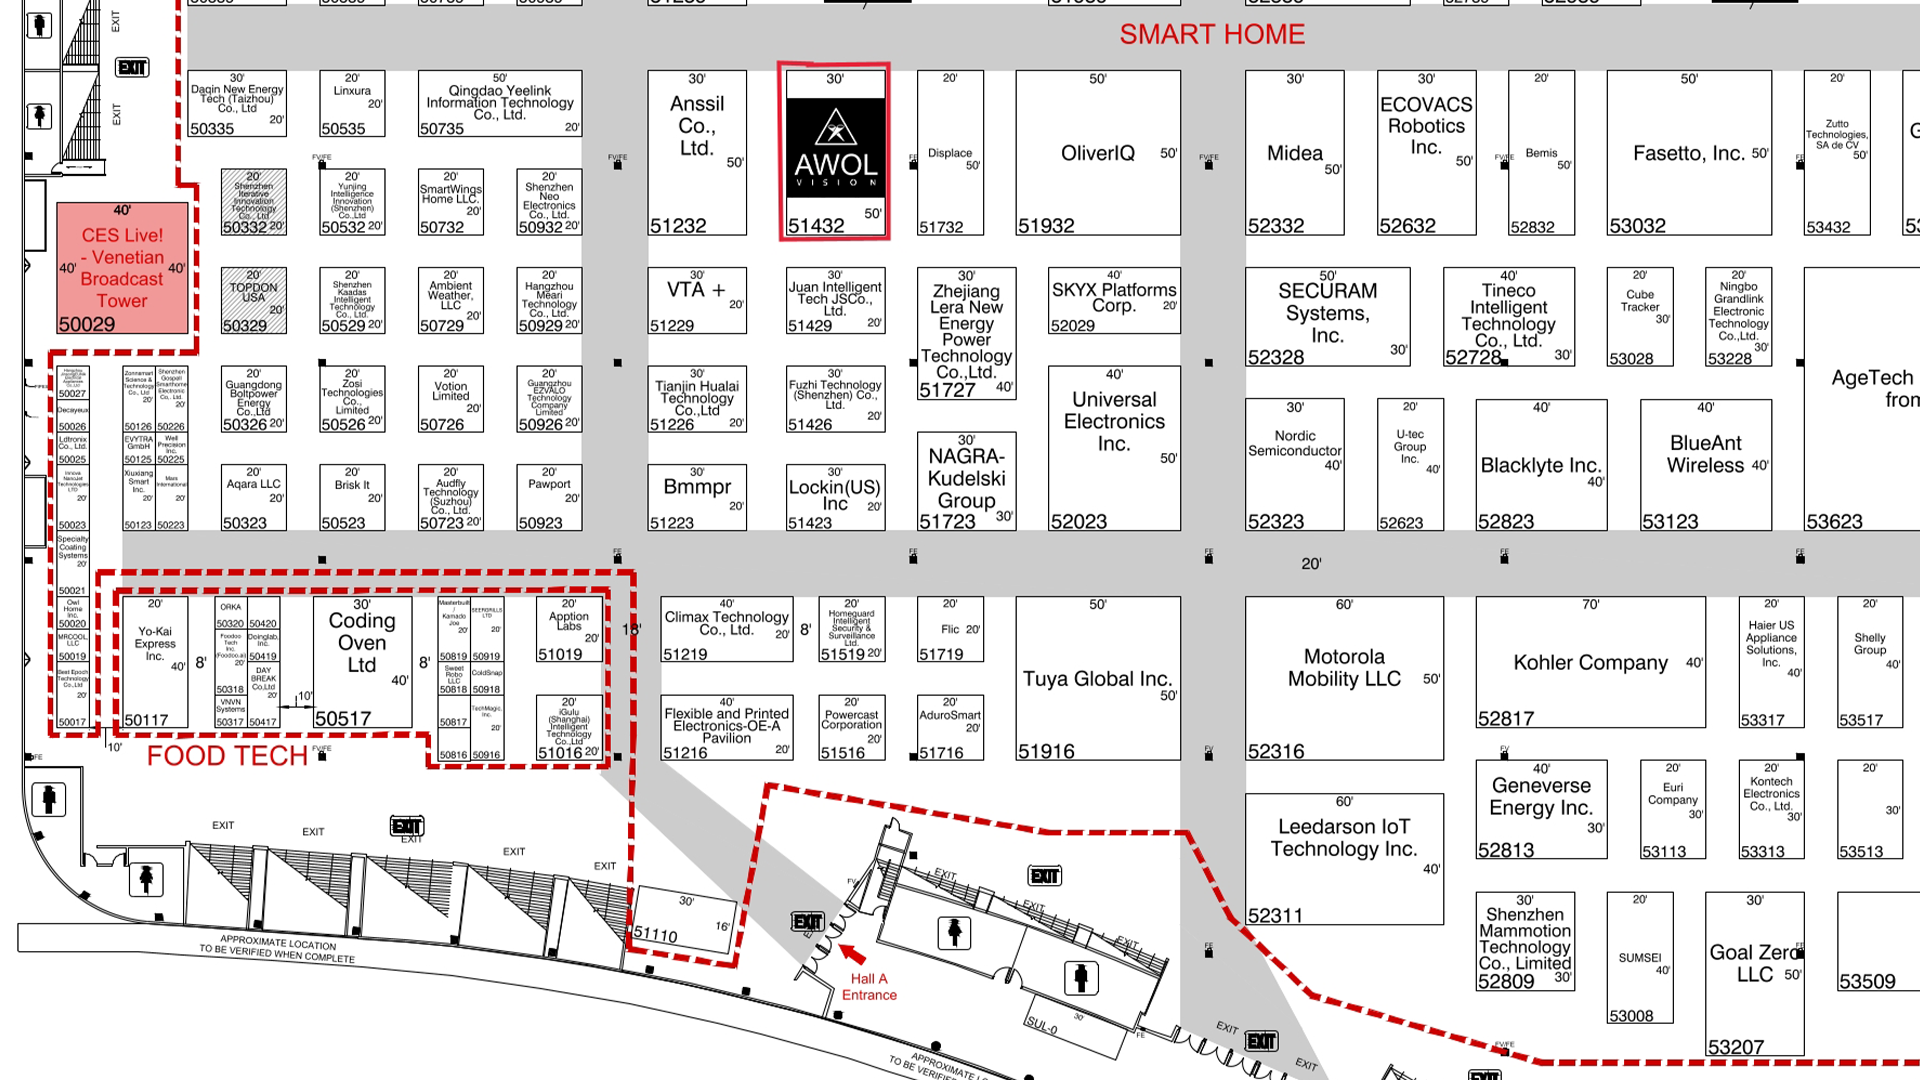 SMART HOME
EXIT
EXIT
EXIT
30'
Daqin New Energy
Tech (Taizhou)
Co., Ltd
20'
50335
20'
Linxura
20'
50535
50'
Qingdao Yeelink
Information Technology
Co., Ltd.
50735
20'
30'
Anssil
Co.,
Ltd.
50'
51232
30'
AWOL
VISION
50'
51432
20'
Displace
50'
51732
50'
OliverIQ 50'
51932
30'
Midea
50'
52332
30'
ECOVACS
Robotics
Inc.
50'
52632
20'
Bemis
50'
52832
50'
Fasetto, Inc. 50'
53032
20'
Zutto
Technologies,
SA de CV
50'
53432
20'
Shenzhen
Iterative
Innovation
Technology
Co., Ltd
50332 20'
20'
Yunjing
Intelligence
Innovation
(Shenzhen)
Co.,Ltd
50532 20'
20'
SmartWings
Home LLC.
20'
50732
20'
Shenzhen
Neo
Electronics
Co., Ltd.
50932 20'
40'
CES Live!
- Venetian
Broadcast
Tower
40' 40'
50029
20'
TOPDON
USA
20'
50329
20'
Shenzhen
Kaadas
Intelligent
Technology
Co., Ltd.
50529 20'
20'
Ambient
Weather,
LLC
20'
50729
20'
Hangzhou
Meari
Technology
Co., Ltd.
50929 20'
30'
VTA +
20'
51229
30'
Juan Intelligent
Tech JSCo.,
Ltd.
51429 20'
30'
Zhejiang
Lera New
Energy
Power
Technology
Co.,Ltd.
51727 40'
40'
SKYX Platforms
Corp. 20'
52029
50'
SECURAM
Systems,
Inc.
52328 30'
40'
Tineco
Intelligent
Technology
Co., Ltd.
52728 30'
20'
Cube
Tracker
30'
53028
20'
Ningbo
Grandlink
Electronic
Technology
Co.,Ltd.
30'
53228
AgeTech
from
50027
Decayeux
50026
Ldtronix
Co., Ltd.
50025
20'
50023
Zonnsmart
Science &
Technology
Co., Ltd
20'
50126
Shenzhen
Gospell
Smarthome
Electronic
Co., Ltd.
20'
50226
EVYTRA
GmbH
50125
Well
Precision
Inc.
50225
Xiuxiang
Smart
Inc.
20'
50123
Mars
International
20'
50223
20'
Guangdong
Boltpower
Energy
Co.,Ltd
50326 20'
20'
Zosi
Technologies
Co.,
Limited
50526 20'
20'
Votion
Limited
20'
50726
20'
Guangzhou
EZVALO
Technology
Company
Limited
50926 20'
30'
Tianjin Hualai
Technology
Co.,Ltd
51226 20'
30'
Fuzhi Technology
(Shenzhen) Co.,
Ltd.
20'
51426
40'
Universal
Electronics
Inc.
50'
52023
30'
Nordic
Semiconductor
40'
52323
20'
U-tec
Group
Inc.
40'
52623
40'
Blacklyte Inc.
40'
52823
40'
BlueAnt
Wireless 40'
53123
53623
20'
Aqara LLC
20'
50323
20'
Brisk It
20'
50523
20'
Audfly
Technology
(Suzhou)
Co., Ltd.
50723 20'
20'
Pawport
20'
50923
30'
Bmmpr
20'
51223
30'
Lockin(US)
Inc 20'
51423
30'
NAGRA-
Kudelski
Group
51723 30'
20'
Specialty
Coating
Systems
20'
50021
Owl
Home
Inc.
50020
MRCOOL,
LLC
50019
Best Epoch
Technology
Co.,Ltd
20'
50017
20'
Yo-Kai
Express
Inc.
40'
50117
8'
ORKA
50320
50420
Foodoo
Tech
Inc.
(Foodoo.ai)
20'
50318
Doinglab,
Inc.
50419
DAY
BREAK
Co,Ltd
20'
VNVN
Systems
50317
50417
10'
30'
Coding
Oven
Ltd
40'
50517
8'
Masterbuilt
/
Kamado
Joe
20'
50819
SEERGRILLS
LTD
20'
50919
Sweet
Robo
LLC
50818
ColdSnap
50918
50817
TechMagic,
Inc.
20'
50816
50916
20'
Apption
Labs
20'
51019
20'
iGulu
(Shanghai)
Intelligent
Technology
Co.,Ltd
51016 20'
18'
40'
Climax Technology
Co., Ltd. 20'
51219
8'
20'
Homeguard
Intelligent
Security &
Surveillance
Ltd.
51519 20'
20'
Flic 20'
51719
50'
Tuya Global Inc.
50'
51916
60'
Motorola
Mobility LLC 50'
52316
70'
Kohler Company 40'
52817
20'
Haier US
Appliance
Solutions,
Inc.
40'
53317
20'
Shelly
Group
40'
53517
40'
Flexible and Printed
Electronics-OE-A
Pavilion
51216 20'
20'
Powercast
Corporation
20'
51516
20'
AduroSmart
20'
51716
10'
FOOD TECH
EXIT
EXIT
EXIT
EXIT
EXIT
EXIT
30'
16'
51110
APPROXIMATE LOCATION
TO BE VERIFIED WHEN COMPLETE
EXIT
Hall A
Entrance
EXIT
EXIT
EXIT
EXIT
30'
SUL-0
EXIT
EXIT
EXIT
APPROXIMATE
TO BE VERIFIED
60'
Leedarson IoT
Technology Inc.
40'
52311
40'
Geneverse
Energy Inc.
30'
52813
20'
Euri
Company
30'
53113
20'
Kontech
Electronics
Co., Ltd.
30'
53313
20'
30'
53513
30'
Shenzhen
Mammotion
Technology
Co., Limited
52809 30'
20'
SUMSEI
40'
53008
30'
Goal Zero
LLC 50'
53207
53509
EXIT